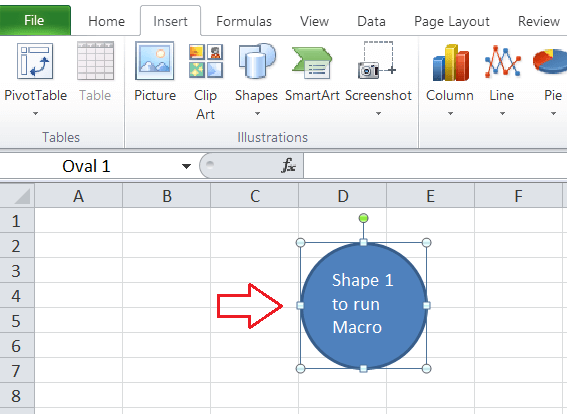 File Home Insert Formulas View Data Page Layout Review
PivotTable Table Picture Clip Art Shapes SmartArt Screenshot Column Line Pie
Tables Illustrations
Oval 1 fx
A B C D E F
1
2
3
4
5
6
7
8
Shape 1
to run
Macro